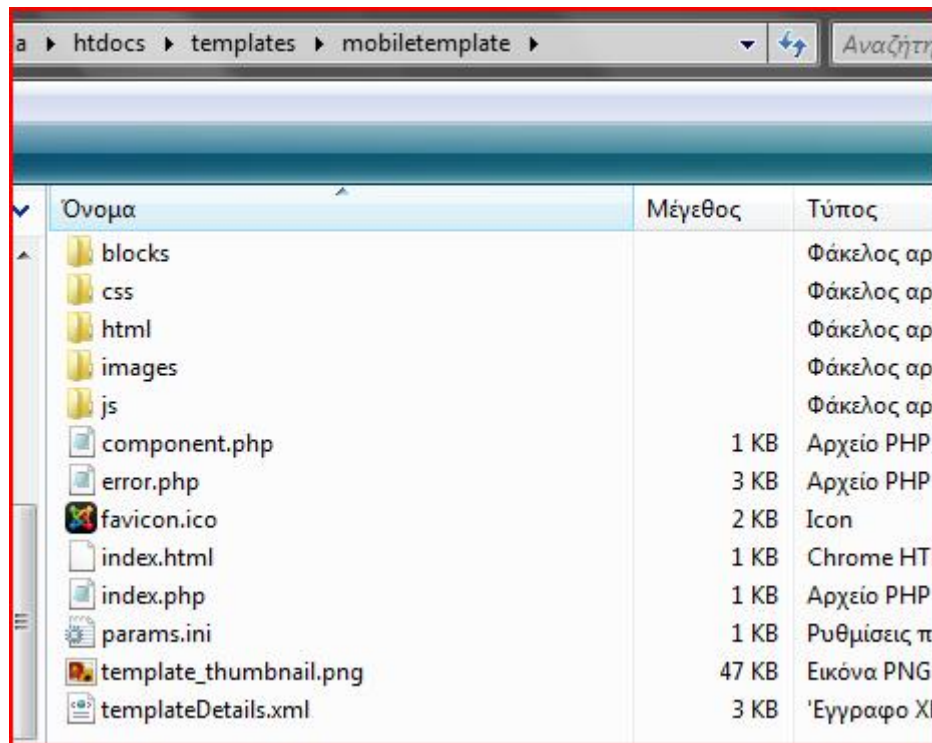 a ▸ htdocs ▸ templates ▸ mobiletemplate ▸ Αναζήτη
Όνομα Μέγεθος Τύπος
blocks Φάκελος αρ
css Φάκελος αρ
html Φάκελος αρ
images Φάκελος αρ
js Φάκελος αρ
component.php 1 KB Αρχείο PHP
error.php 3 KB Αρχείο PHP
favicon.ico 2 KB Icon
index.html 1 KB Chrome HT
index.php 1 KB Αρχείο PHP
params.ini 1 KB Ρυθμίσεις π
template_thumbnail.png 47 KB Εικόνα PNG
templateDetails.xml 3 KB Έγγραφο XI